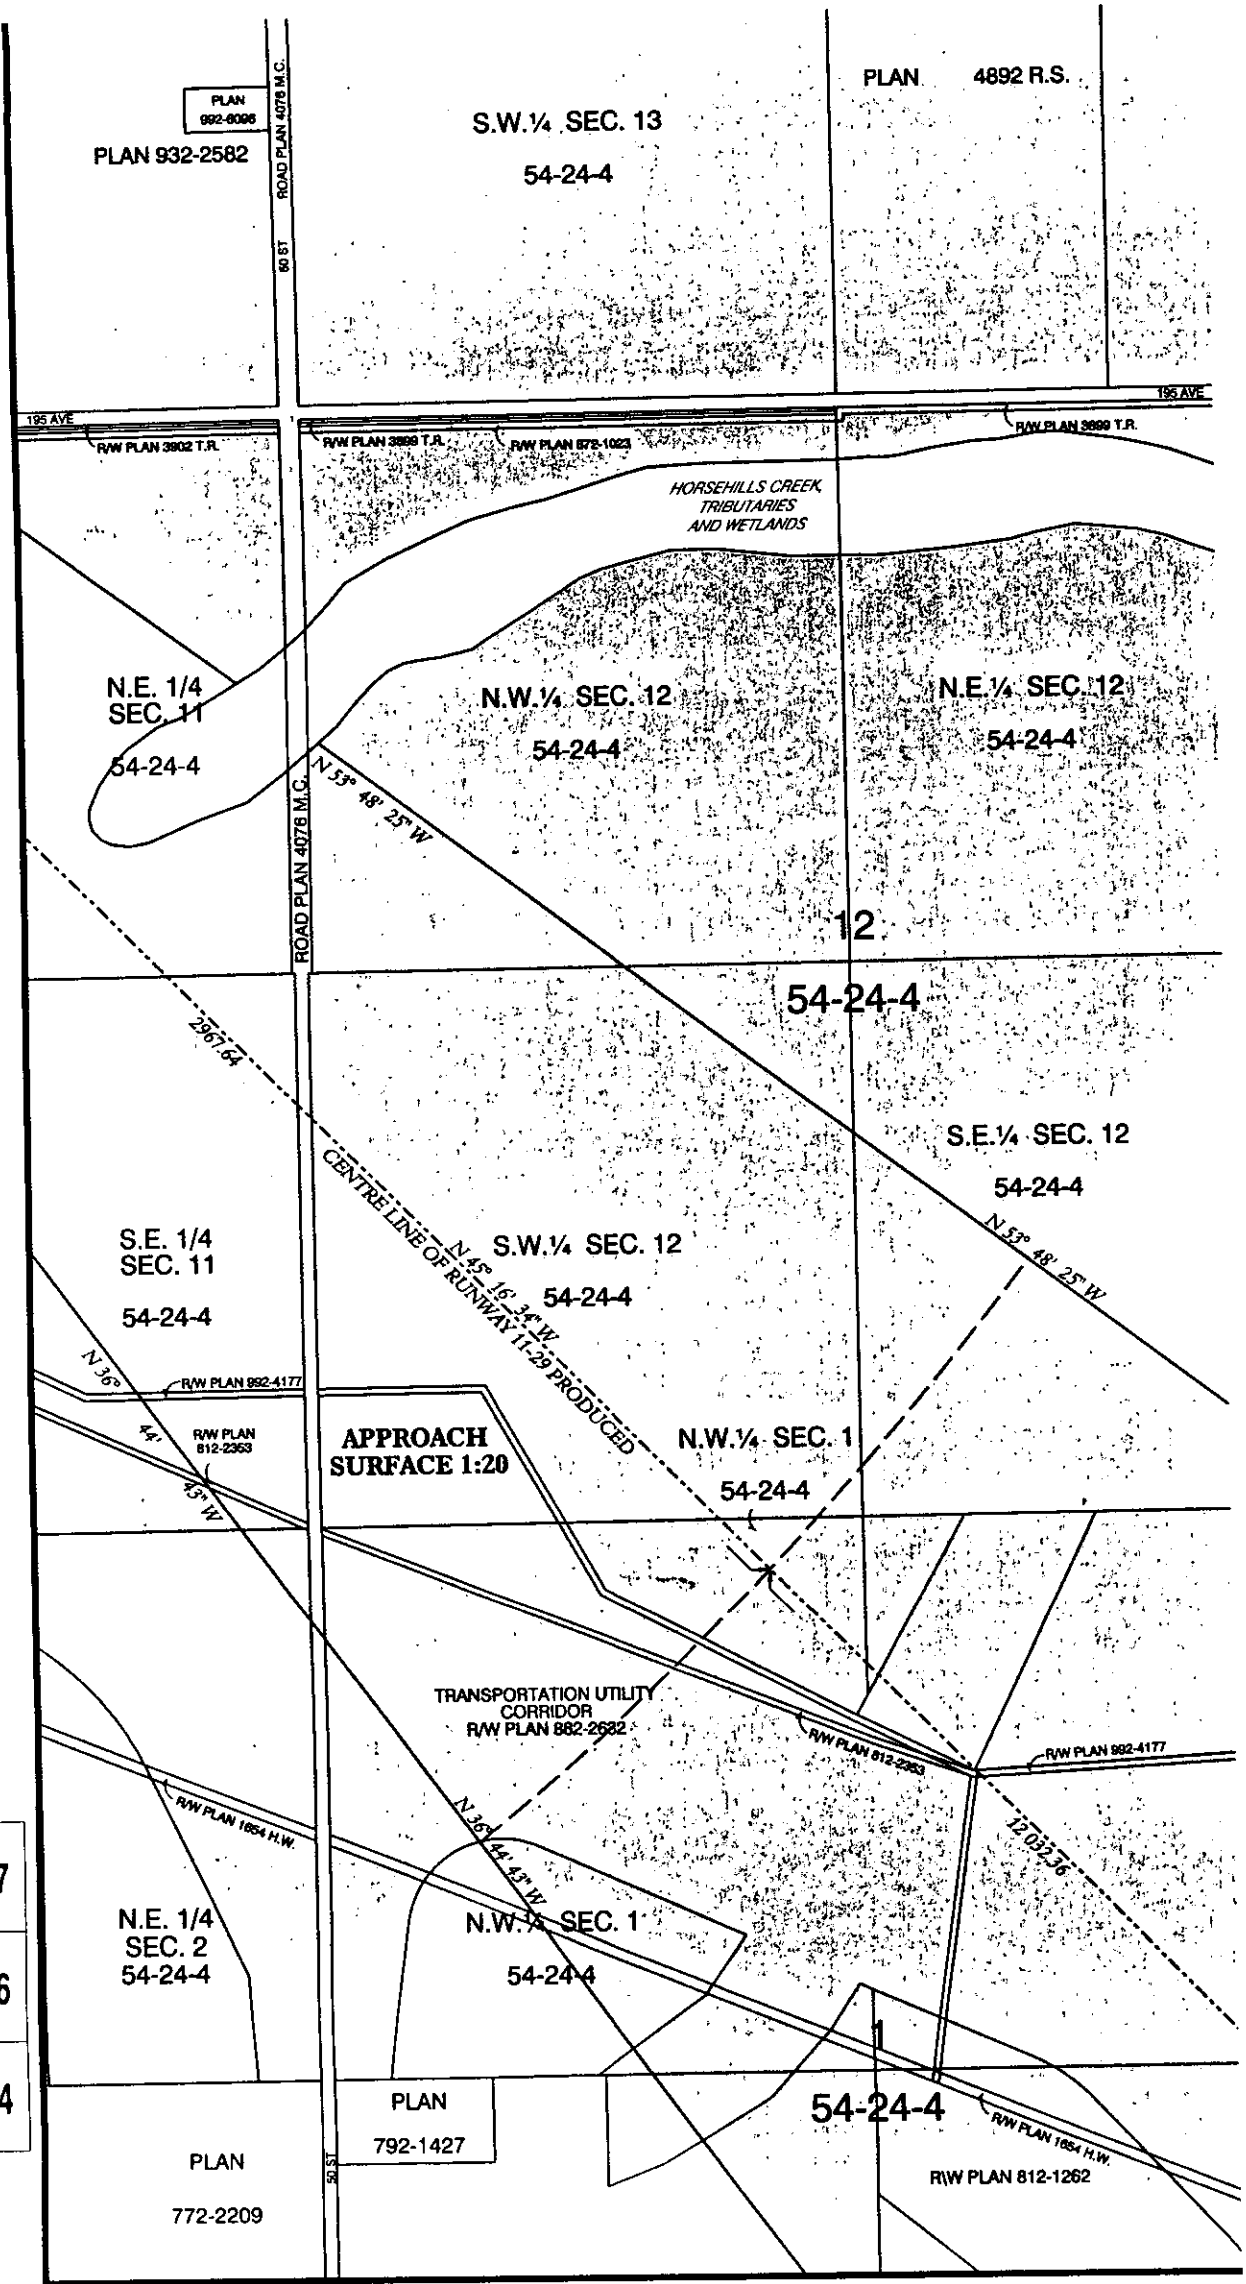 PLAN 4892 R.S.
PLAN
992-6096
PLAN 932-2582
ROAD PLAN 4076 M.C.
S.W.¼ SEC. 13
54-24-4
50 ST
195 AVE
195 AVE
R/W PLAN 3902 T.R.
R/W PLAN 3899 T.R.
R/W PLAN 872-1023
R/W PLAN 3899 T.R.
HORSEHILLS CREEK,
TRIBUTARIES
AND WETLANDS
N.E. 1/4
SEC. 11
54-24-4
N.W.¼ SEC. 12
54-24-4
N.E.¼ SEC. 12
54-24-4
N 53° 48' 25" W
ROAD PLAN 4076 M.C.
12
54-24-4
2967.64
CENTRE LINE OF RUNWAY 11-29 PRODUCED
N 45° 16' 34" W
S.E.¼ SEC. 12
54-24-4
N 53° 48' 25" W
S.E. 1/4
SEC. 11
54-24-4
S.W.¼ SEC. 12
54-24-4
N 36° 44' 43" W
R/W PLAN 992-4177
R/W PLAN
812-2353
APPROACH
SURFACE 1:20
N.W.¼ SEC. 1
54-24-4
TRANSPORTATION UTILITY
CORRIDOR
R/W PLAN 882-2632
R/W PLAN 812-2353
R/W PLAN 992-4177
R/W PLAN 1654 H.W.
N 36° 44' 43" W
12 032.36
7
6
4
N.E. 1/4
SEC. 2
54-24-4
N.W.¼ SEC. 1
54-24-4
1
54-24-4
PLAN
792-1427
R/W PLAN 1654 H.W.
R\W PLAN 812-1262
PLAN
772-2209
50 ST